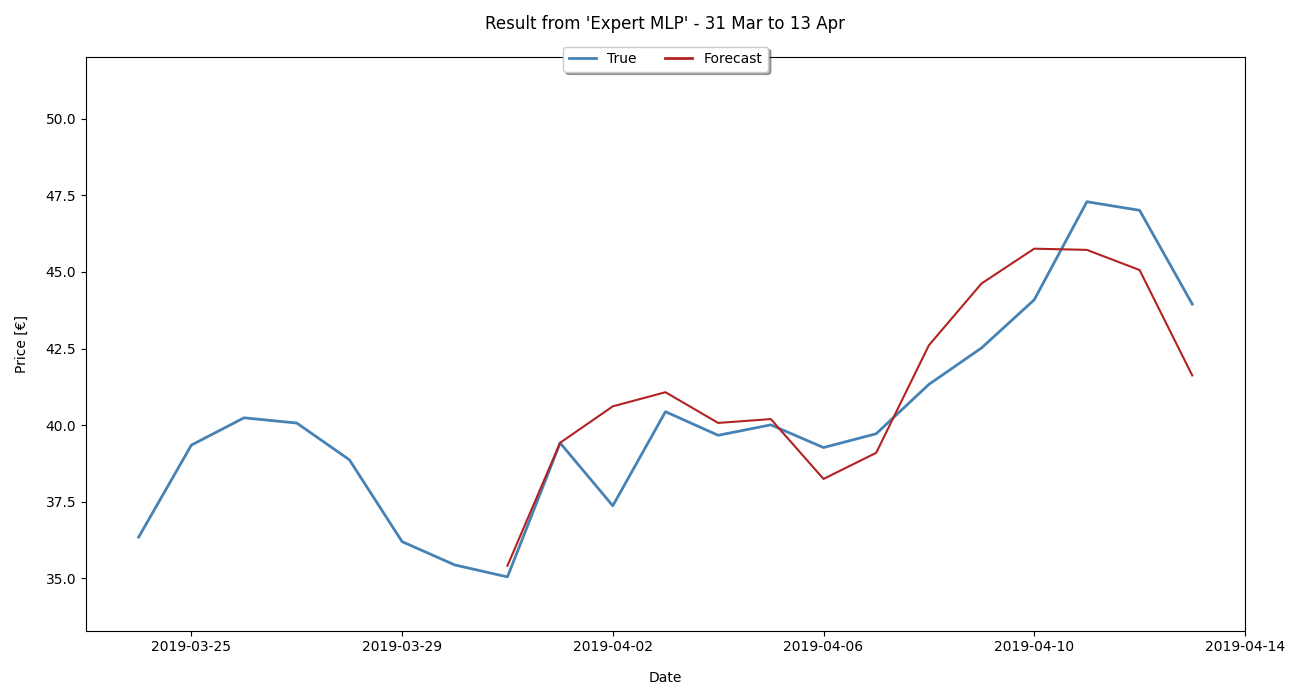 Result from 'Expert MLP' - 31 Mar to 13 Apr
True Forecast
50.0
47.5
45.0
42.5
40.0
37.5
35.0
Price [€]
2019-03-25 2019-03-29 2019-04-02 2019-04-06 2019-04-10 2019-04-14
Date